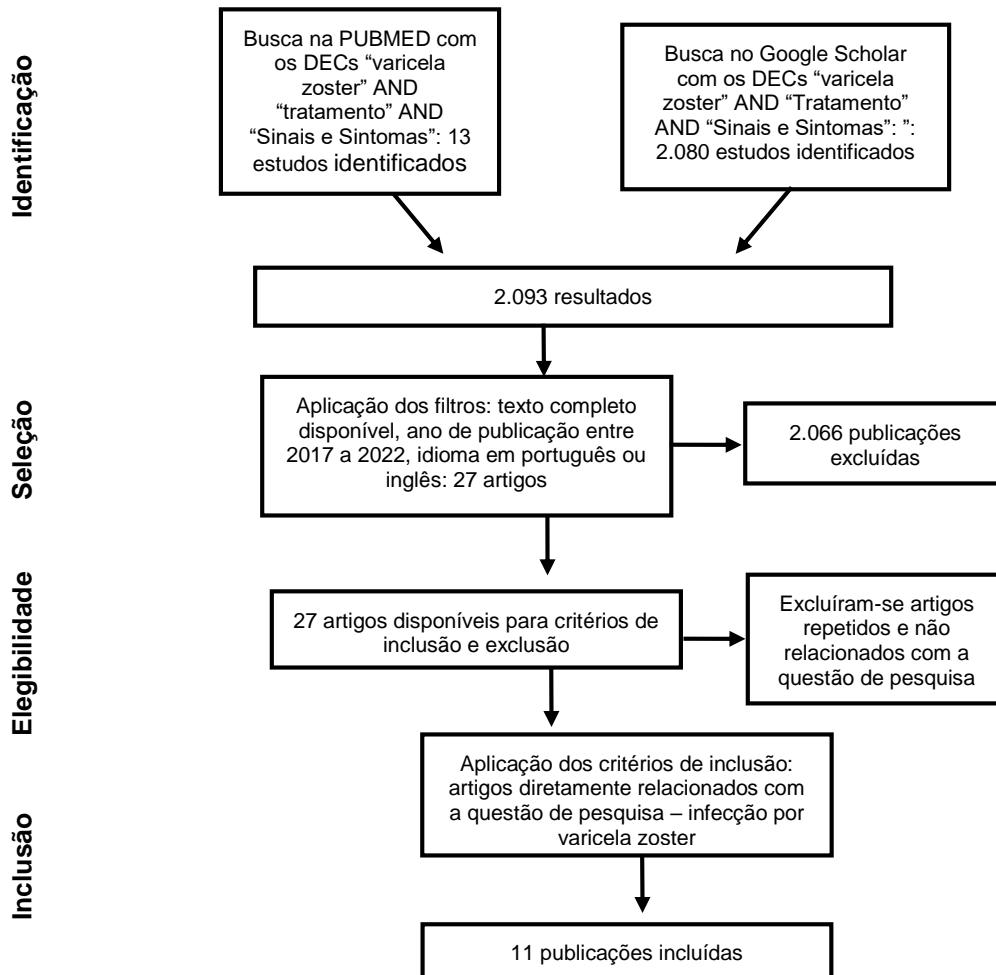 Identificação
Busca na PUBMED com
os DECs “varicela
zoster” AND
“tratamento” AND
“Sinais e Sintomas”: 13
estudos identificados
Busca no Google Scholar
com os DECs “varicela
zoster” AND “Tratamento”
AND “Sinais e Sintomas”: ”:
2.080 estudos identificados
2.093 resultados
Seleção
Aplicação dos filtros: texto completo
disponível, ano de publicação entre
2017 a 2022, idioma em português ou
inglês: 27 artigos
2.066 publicações
excluídas
Elegibilidade
27 artigos disponíveis para critérios de
inclusão e exclusão
Excluíram-se artigos
repetidos e não
relacionados com a
questão de pesquisa
Inclusão
Aplicação dos critérios de inclusão:
artigos diretamente relacionados com
a questão de pesquisa – infecção por
varicela zoster
11 publicações incluídas